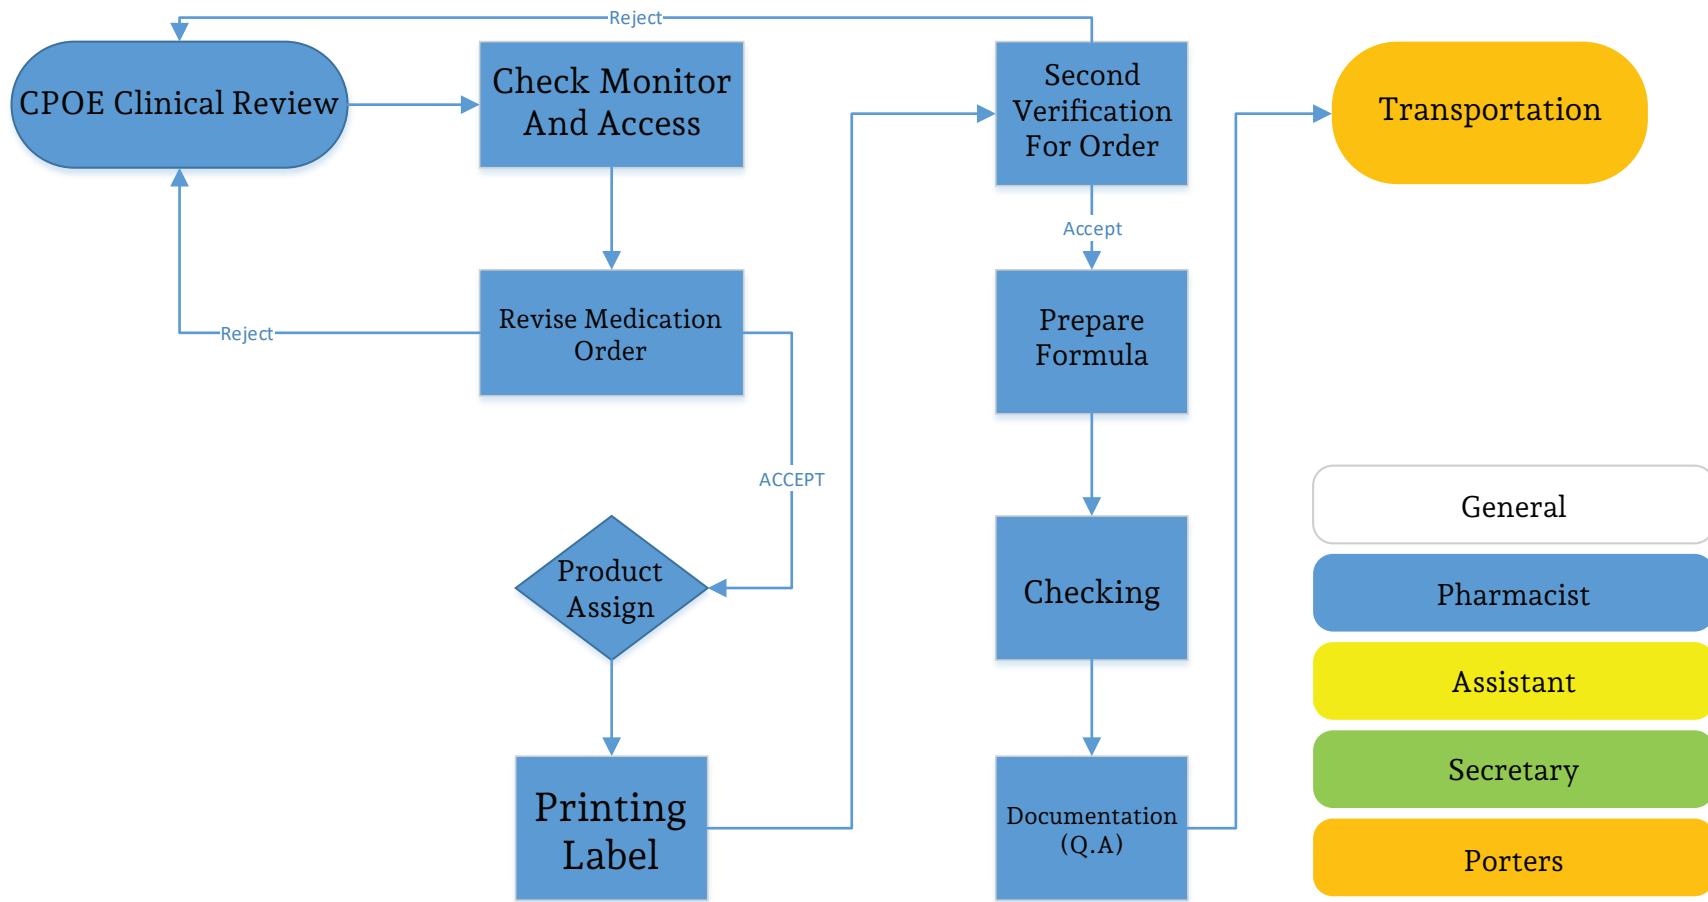 Reject
CPOE Clinical Review
Check Monitor
And Access
Second
Verification
For Order
Transportation
Accept
Revise Medication
Order
Reject
Prepare
Formula
ACCEPT
Product
Assign
Checking
Printing
Label
Documentation
(Q.A)
General
Pharmacist
Assistant
Secretary
Porters